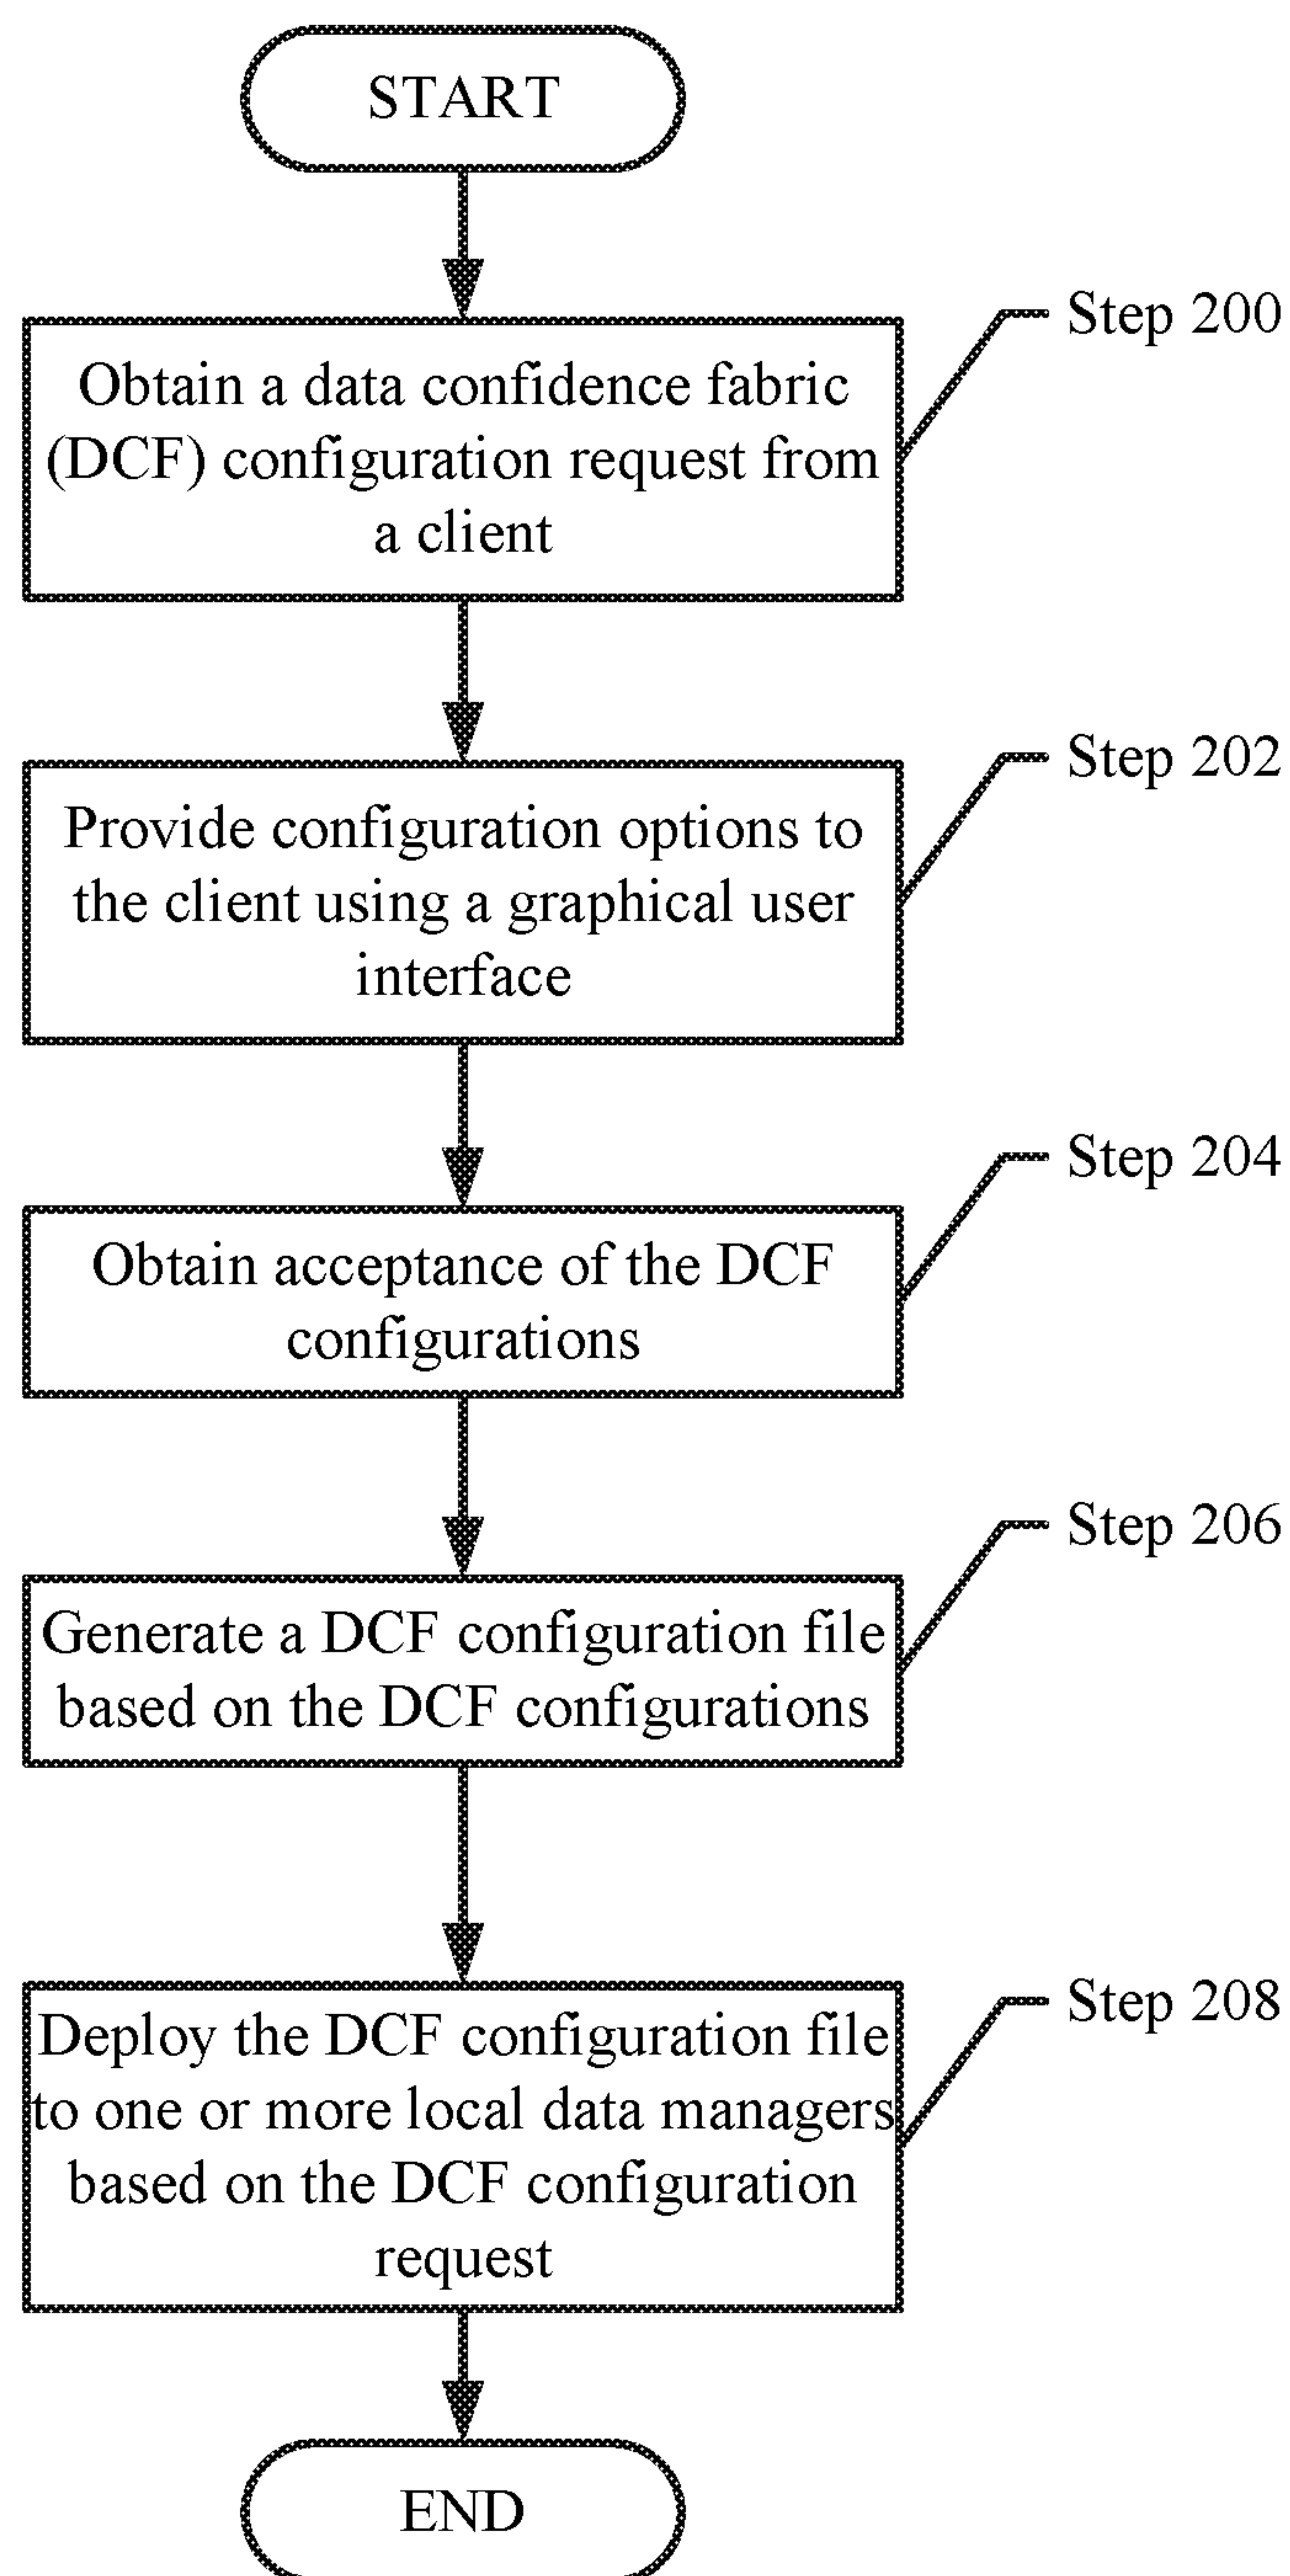 START
Step 200
Obtain a data confidence fabric
(DCF) configuration request from
a client
Step 202
Provide configuration options to
the client using a graphical user
interface
Step 204
Obtain acceptance of the DCF
configurations
Step 206
Generate a DCF configuration file
based on the DCF configurations
Step 208
Deploy the DCF configuration file
to one or more local data managers
based on the DCF configuration
request
END